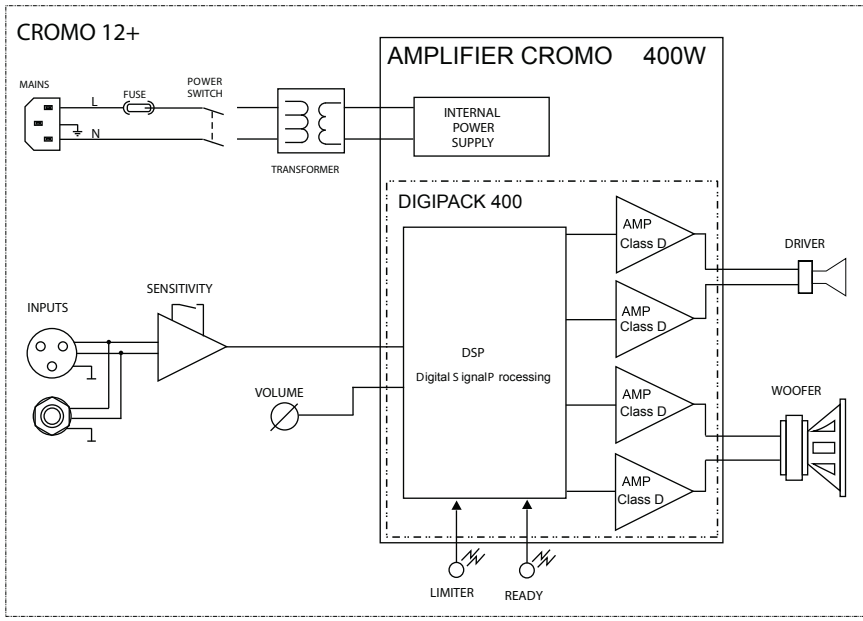 CROMO 12+
AMPLIFIER CROMO 400W
MAINS
L
FUSE
POWER
SWITCH
N
TRANSFORMER
INTERNAL
POWER
SUPPLY
DIGIPACK 400
AMP
Class D
DRIVER
AMP
Class D
INPUTS
SENSITIVITY
DSP
Digital S ignalP rocessing
VOLUME
AMP
Class D
WOOFER
AMP
Class D
LIMITER
READY